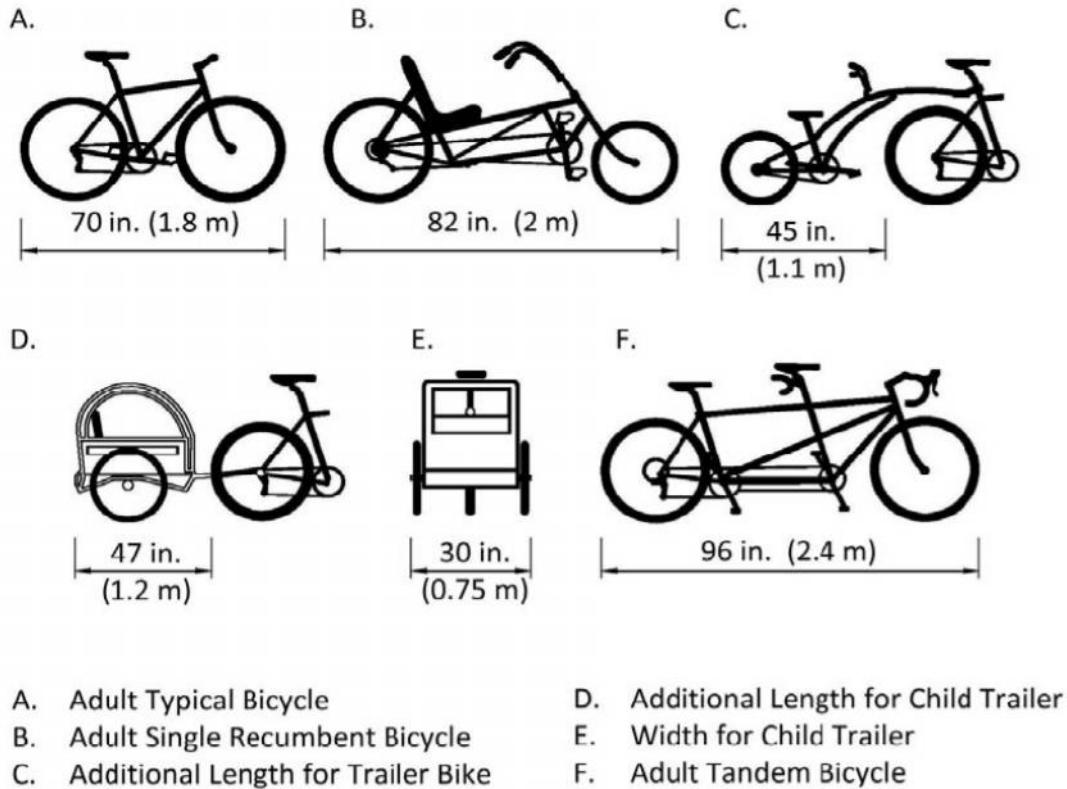 A.
B.
C.
70 in. (1.8 m)
82 in. (2 m)
45 in.
(1.1 m)
D.
E.
F.
47 in.
(1.2 m)
30 in.
(0.75 m)
96 in. (2.4 m)
A. Adult Typical Bicycle
B. Adult Single Recumbent Bicycle
C. Additional Length for Trailer Bike
D. Additional Length for Child Trailer
E. Width for Child Trailer
F. Adult Tandem Bicycle